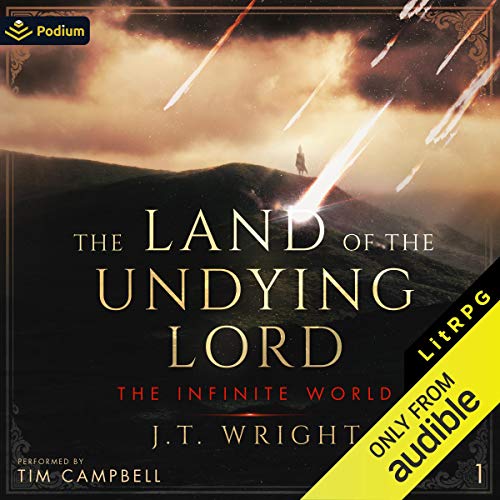 Podium
THE LAND OF THE
UNDYING
LORD
THE INFINITE WORLD
J.T. WRIGHT
PERFORMED BY
TIM CAMPBELL
1
LitRPG
ONLY FROM
audible